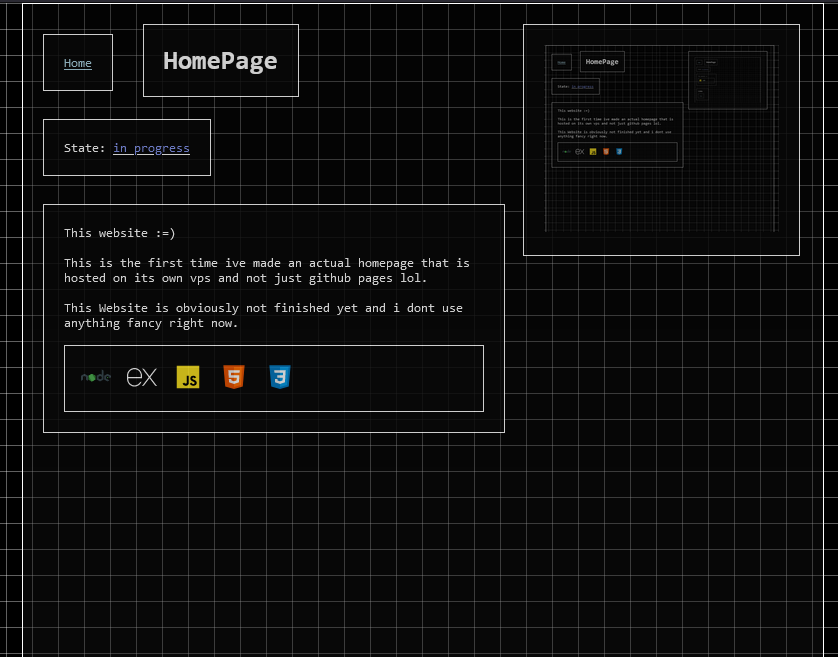 Home
HomePage
State: in progress
This website :=)
This is the first time ive made an actual homepage that is
hosted on its own vps and not just github pages lol.
This Website is obviously not finished yet and i dont use
anything fancy right now.
node
ex
JS
5
3
Home
HomePage
State: in progress
This website :=)
This is the first time ive made an actual homepage that is
hosted on its own vps and not just github pages lol.
This Website is obviously not finished yet and i dont use
anything fancy right now.